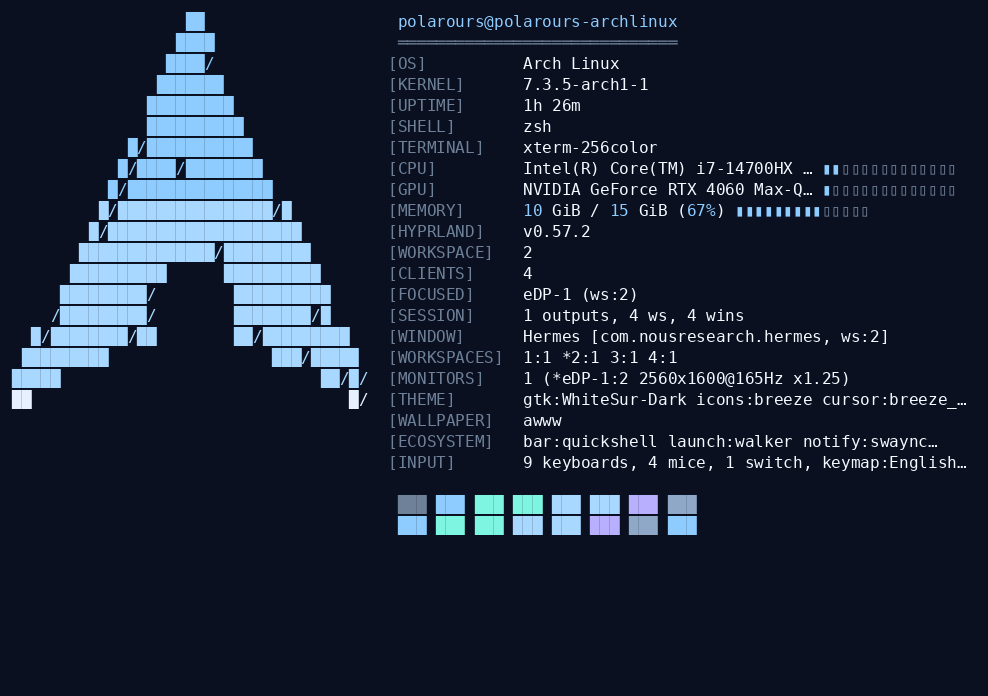 polarours@polarours-archlinux
[OS] Arch Linux
[KERNEL] 7.3.5-arch1-1
[UPTIME] 1h 26m
[SHELL] zsh
[TERMINAL] xterm-256color
[CPU] Intel(R) Core(TM) i7-14700HX …
[GPU] NVIDIA GeForce RTX 4060 Max-Q…
[MEMORY] 10 GiB / 15 GiB (67%)
[HYPRLAND] v0.57.2
[WORKSPACE] 2
[CLIENTS] 4
[FOCUSED] eDP-1 (ws:2)
[SESSION] 1 outputs, 4 ws, 4 wins
[WINDOW] Hermes [com.nousresearch.hermes, ws:2]
[WORKSPACES] 1:1 *2:1 3:1 4:1
[MONITORS] 1 (*eDP-1:2 2560x1600@165Hz x1.25)
[THEME] gtk:WhiteSur-Dark icons:breeze cursor:breeze_…
[WALLPAPER] awww
[ECOSYSTEM] bar:quickshell launch:walker notify:swaync…
[INPUT] 9 keyboards, 4 mice, 1 switch, keymap:English…